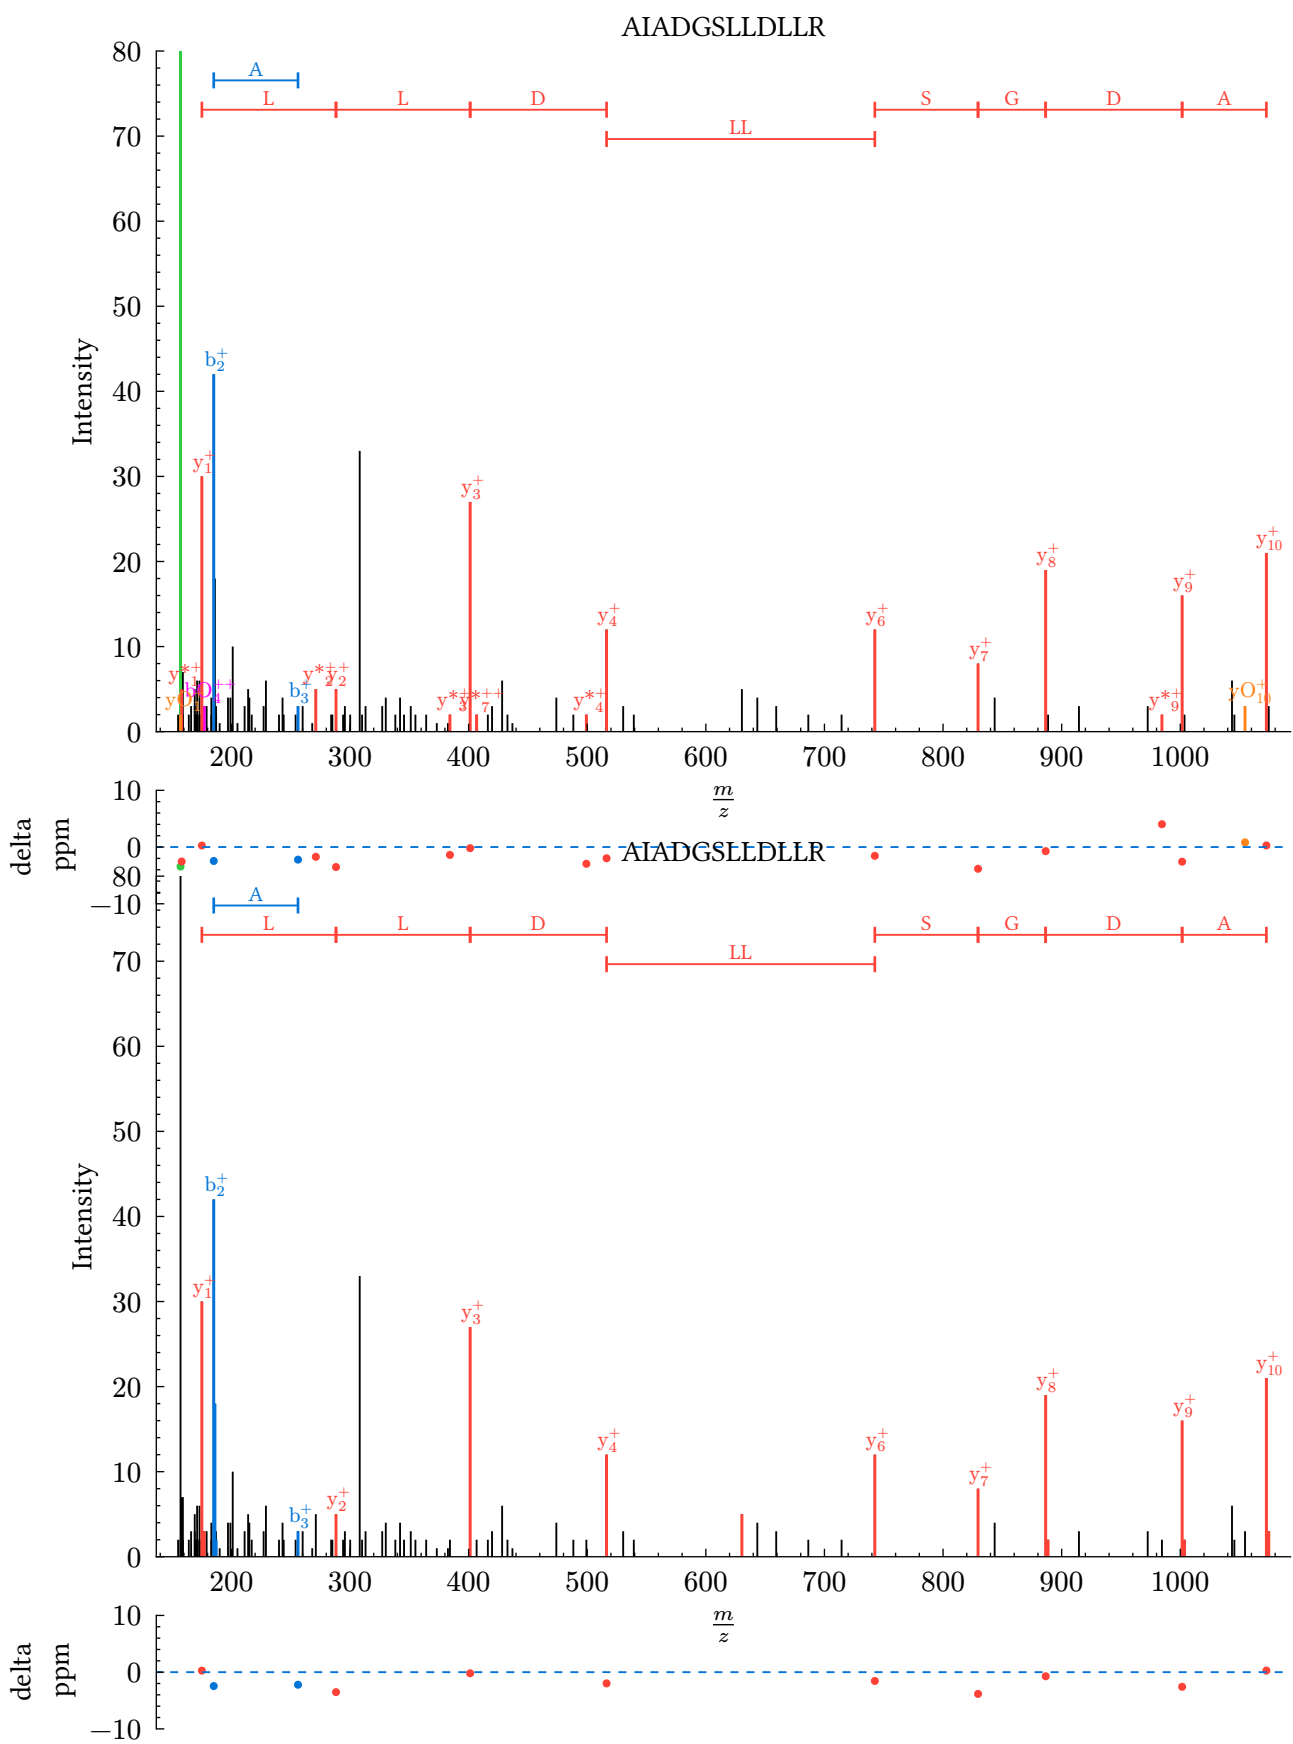 AIADGSLLDLLR
80
70
60
50
40
30
20
10
0
Intensity
A
L L D LL S G D A
b₂⁺
y₁⁺
y₃⁺
y₁₀⁺
y₈⁺
y₉⁺
y₄⁺
y₆⁺
y₇⁺
b₃⁺
y₂⁺
y*₄⁺
y*₉⁺
yO₁₀⁺
200 300 400 500 600 700 800 900 1000
m/z
10
0
−10
delta
ppm
AIADGSLLDLLR
80
70
60
50
40
30
20
10
0
Intensity
A
L L D LL S G D A
b₂⁺
y₁⁺
y₃⁺
y₁₀⁺
y₈⁺
y₉⁺
y₄⁺
y₆⁺
y₇⁺
y₂⁺
b₃⁺
200 300 400 500 600 700 800 900 1000
m/z
10
0
−10
delta
ppm